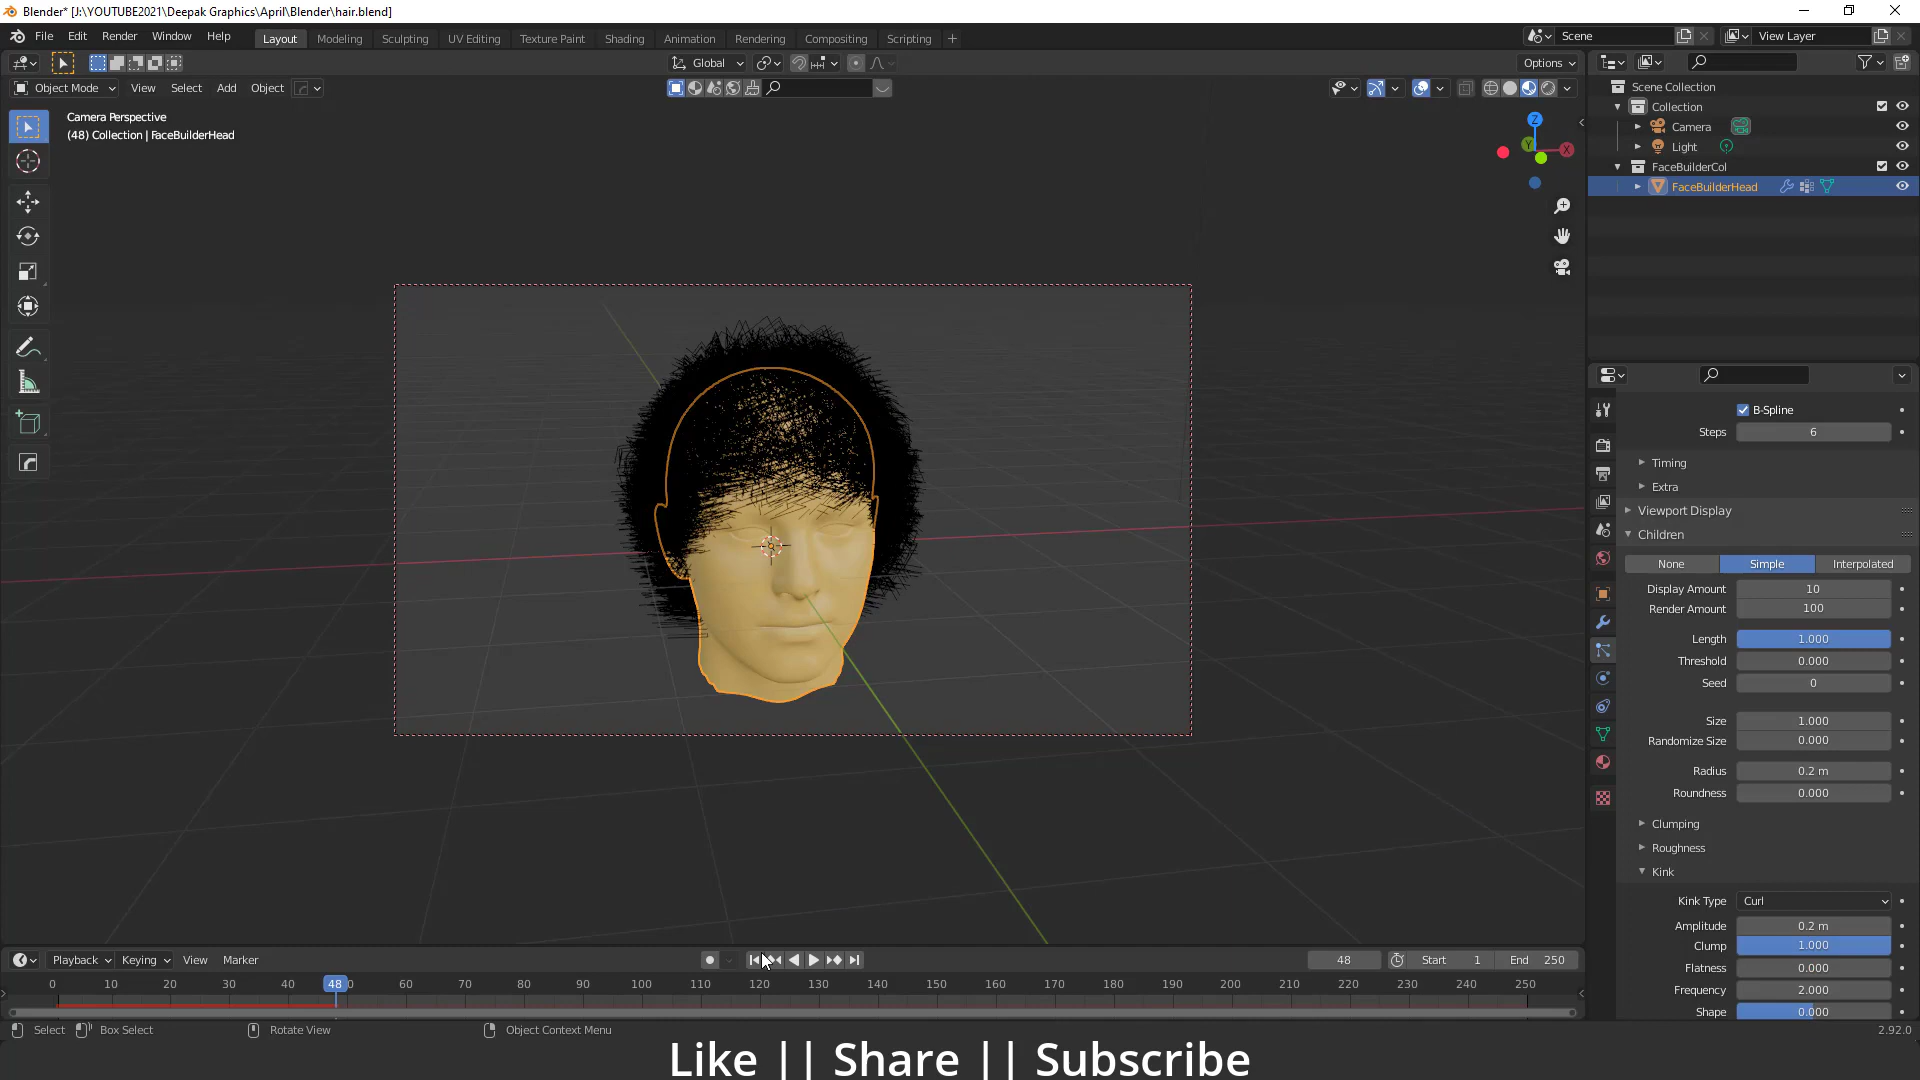 Blender* [J:\YOUTUBE2021\Deepak Graphics\April\Blender\hair.blend]
File Edit Render Window Help Layout Modeling Sculpting UV Editing Texture Paint Shading Animation Rendering Compositing Scripting + Scene View Layer
Global Options
Object Mode View Select Add Object
Camera Perspective
(48) Collection | FaceBuilderHead
Z
Y
X
Scene Collection
Collection
Camera
Light
FaceBuilderCol
FaceBuilderHead
B-Spline
Steps 6
Timing
Extra
Viewport Display
Children
None Simple Interpolated
Display Amount 10
Render Amount 100
Length 1.000
Threshold 0.000
Seed 0
Size 1.000
Randomize Size 0.000
Radius 0.2 m
Roundness 0.000
Clumping
Roughness
Kink
Kink Type Curl
Amplitude 0.2 m
Clump 1.000
Flatness 0.000
Frequency 2.000
Shape 0.000
Playback Keying View Marker 48 Start 1 End 250
0 10 20 30 40 48 0 60 70 80 90 100 110 120 130 140 150 160 170 180 190 200 210 220 230 240 250
Select Box Select Rotate View Object Context Menu 2.92.0
Like || Share || Subscribe